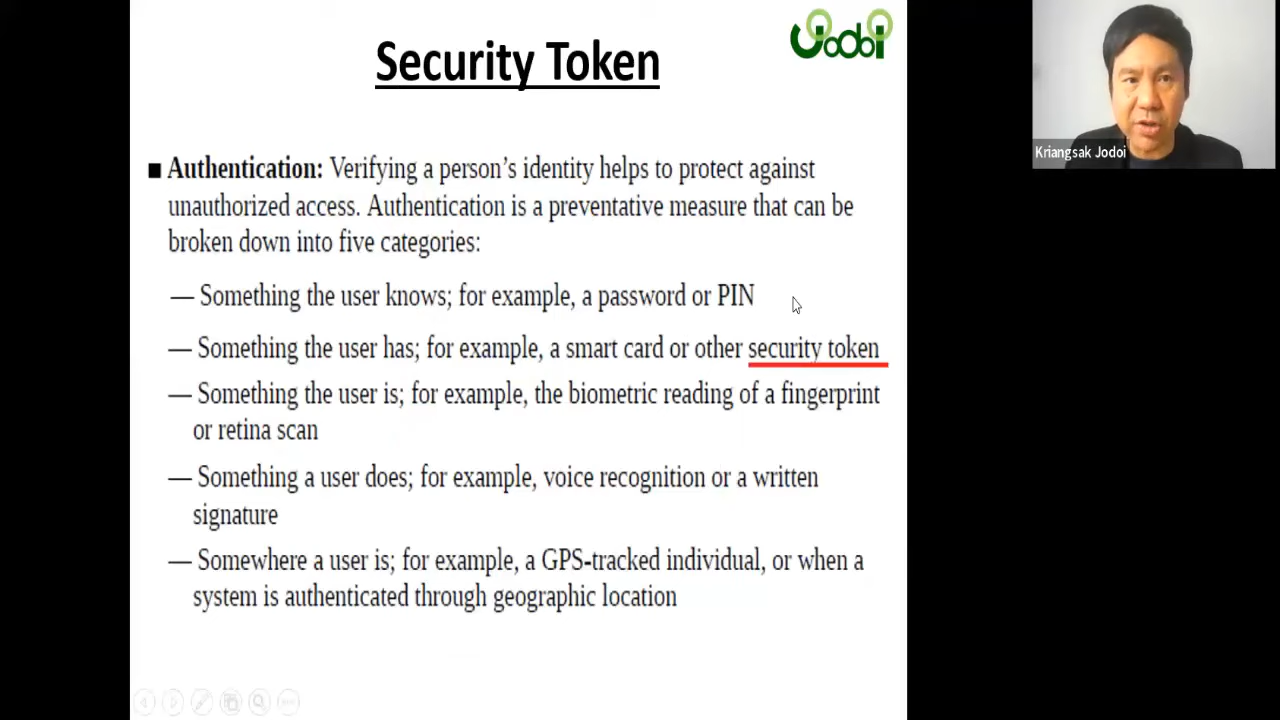 Security Token
Jodoi
■ Authentication: Verifying a person’s identity helps to protect against
unauthorized access. Authentication is a preventative measure that can be
broken down into five categories:
— Something the user knows; for example, a password or PIN
— Something the user has; for example, a smart card or other security token
— Something the user is; for example, the biometric reading of a fingerprint
or retina scan
— Something a user does; for example, voice recognition or a written
signature
— Somewhere a user is; for example, a GPS-tracked individual, or when a
system is authenticated through geographic location
Kriangsak Jodoi